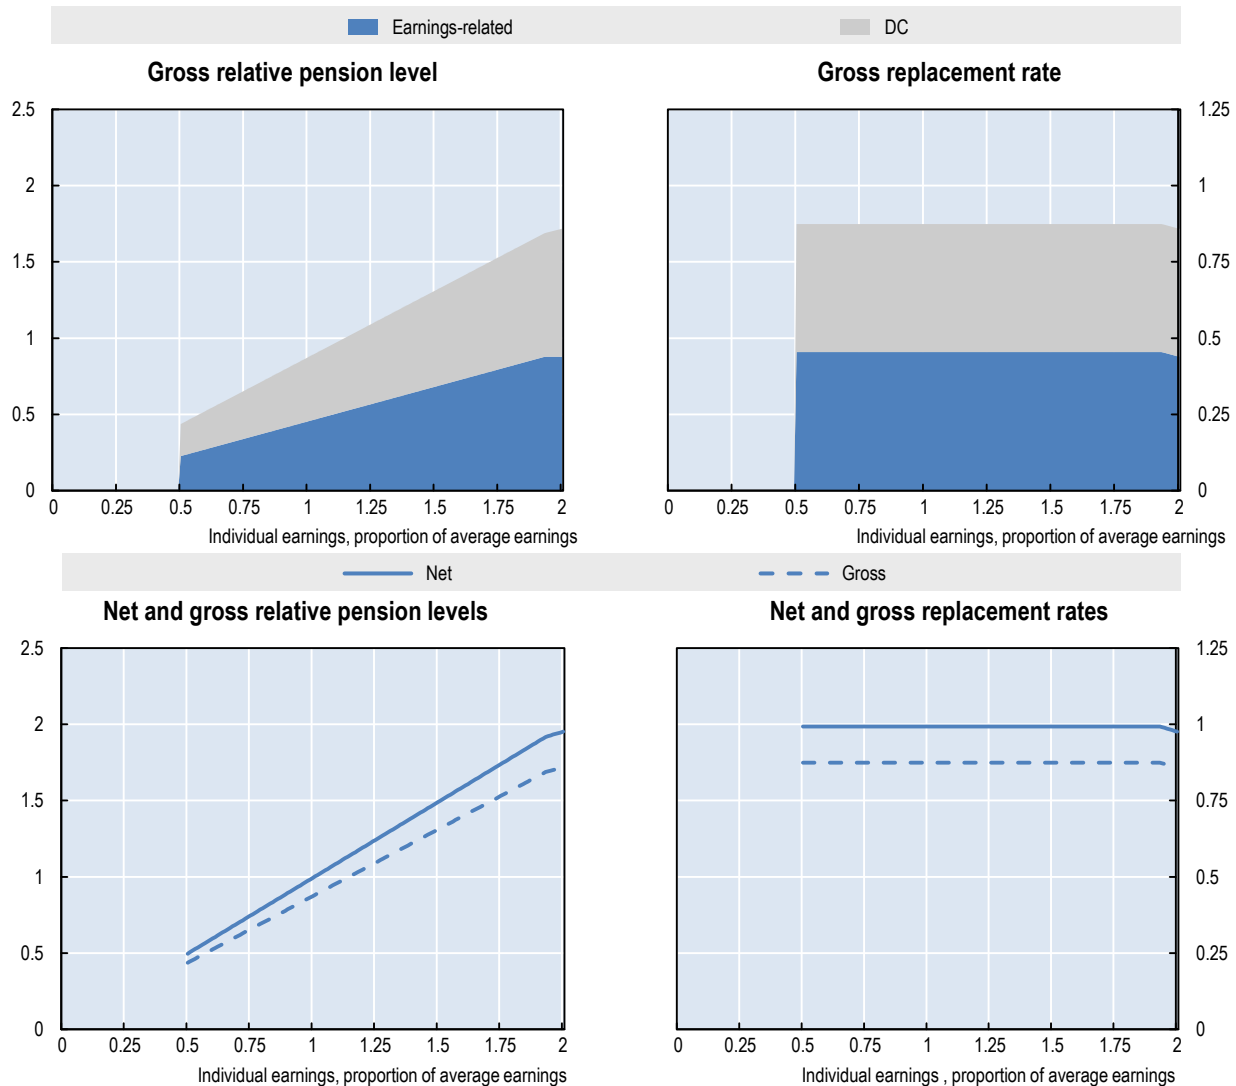 Earnings-related DC
Gross relative pension level Gross replacement rate
2.5 1.25
2 1
1.5 0.75
1 0.5
0.5 0.25
0 0
0 0.25 0.5 0.75 1 1.25 1.5 1.75 2 0 0.25 0.5 0.75 1 1.25 1.5 1.75 2
Individual earnings, proportion of average earnings Individual earnings, proportion of average earnings
Net Gross
Net and gross relative pension levels Net and gross replacement rates
2.5 1.25
2 1
1.5 0.75
1 0.5
0.5 0.25
0 0
0 0.25 0.5 0.75 1 1.25 1.5 1.75 2 0 0.25 0.5 0.75 1 1.25 1.5 1.75 2
Individual earnings, proportion of average earnings Individual earnings , proportion of average earnings